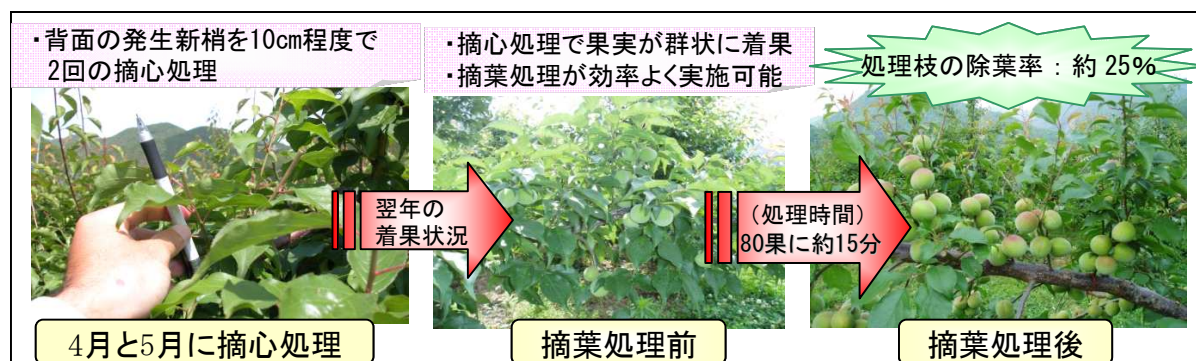 ・背面の発生新梢を10cm程度で
2回の摘心処理
・摘心処理で果実が群状に着果
・摘葉処理が効率よく実施可能
処理枝の除葉率：約 25％
翌年の
着果状況
（処理時間）
80果に約15分
4月と5月に摘心処理
摘葉処理前
摘葉処理後